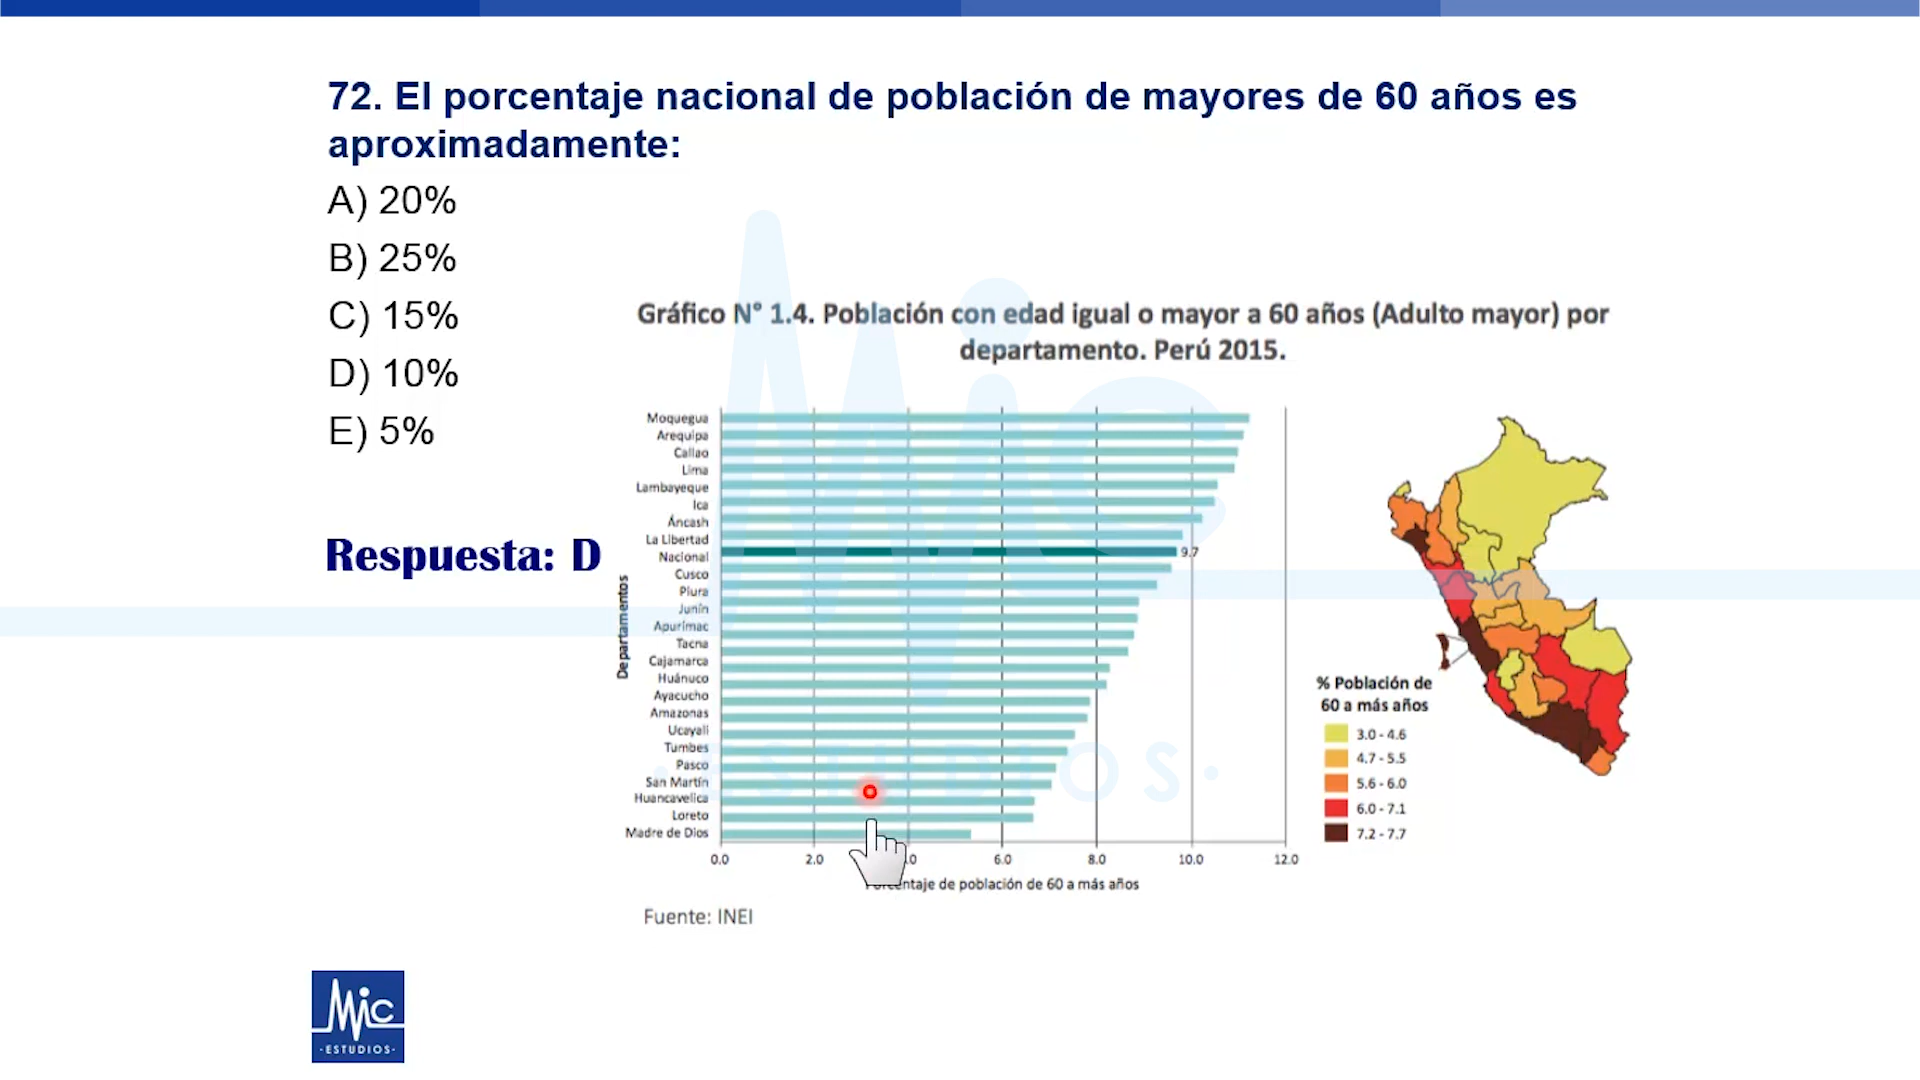 72. El porcentaje nacional de población de mayores de 60 años es
aproximadamente:
A) 20%
B) 25%
C) 15%
D) 10%
E) 5%
Respuesta: D
Gráfico N° 1.4. Población con edad igual o mayor a 60 años (Adulto mayor) por
departamento. Perú 2015.
Departamentos
Moquegua
Arequipa
Callao
Lima
Lambayeque
Ica
Áncash
La Libertad
Nacional
9.7
Cusco
Piura
Junín
Apurímac
Tacna
Cajamarca
Huánuco
Ayacucho
Amazonas
Ucayali
Tumbes
Pasco
San Martín
Huancavelica
Loreto
Madre de Dios
0.0 2.0 6.0 8.0 10.0 12.0
de población de 60 a más años
% Población de
60 a más años
3.0 - 4.6
4.7 - 5.5
5.6 - 6.0
6.0 - 7.1
7.2 - 7.7
Fuente: INEI
MIC
·ESTUDIOS·
Mic
·ESTUDIOS·